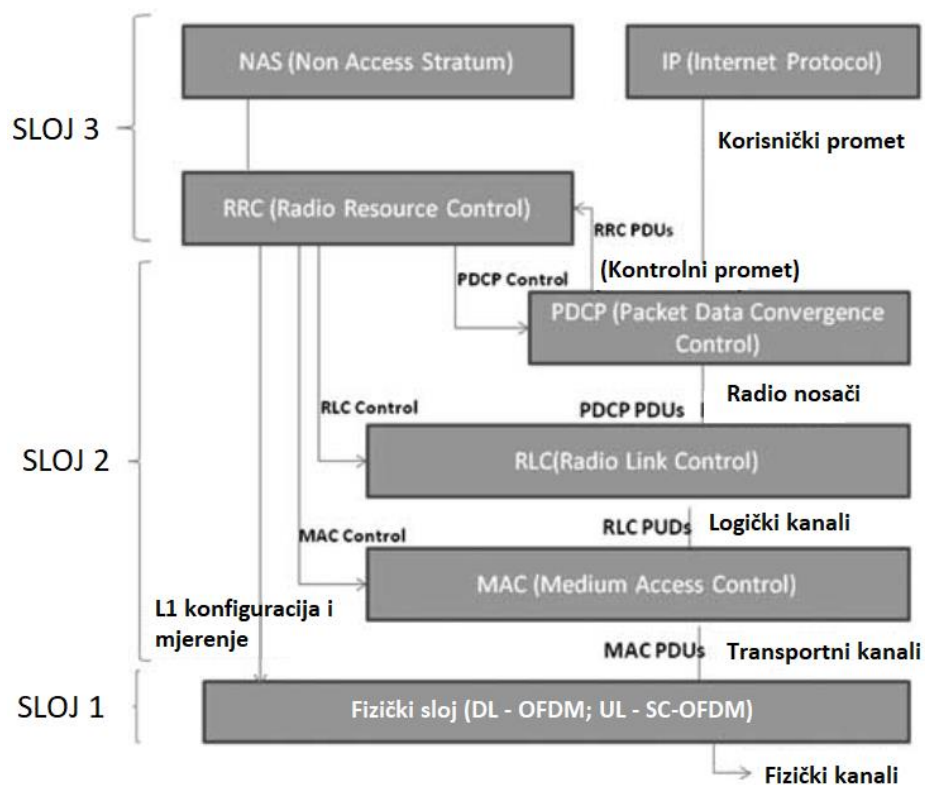 NAS (Non Access Stratum)
IP (Internet Protocol)
SLOJ 3
Korisnički promet
RRC (Radio Resource Control)
RRC PDUs
(Kontrolni promet)
PDCP Control
PDCP (Packet Data Convergence
Control)
Radio nosači
RLC Control
PDCP PDUs
SLOJ 2
RLC(Radio Link Control)
RLC PUDs
Logički kanali
MAC Control
MAC (Medium Access Control)
L1 konfiguracija i
mjerenje
MAC PDUs
Transportni kanali
SLOJ 1
Fizički sloj (DL - OFDM; UL - SC-OFDM)
Fizički kanali